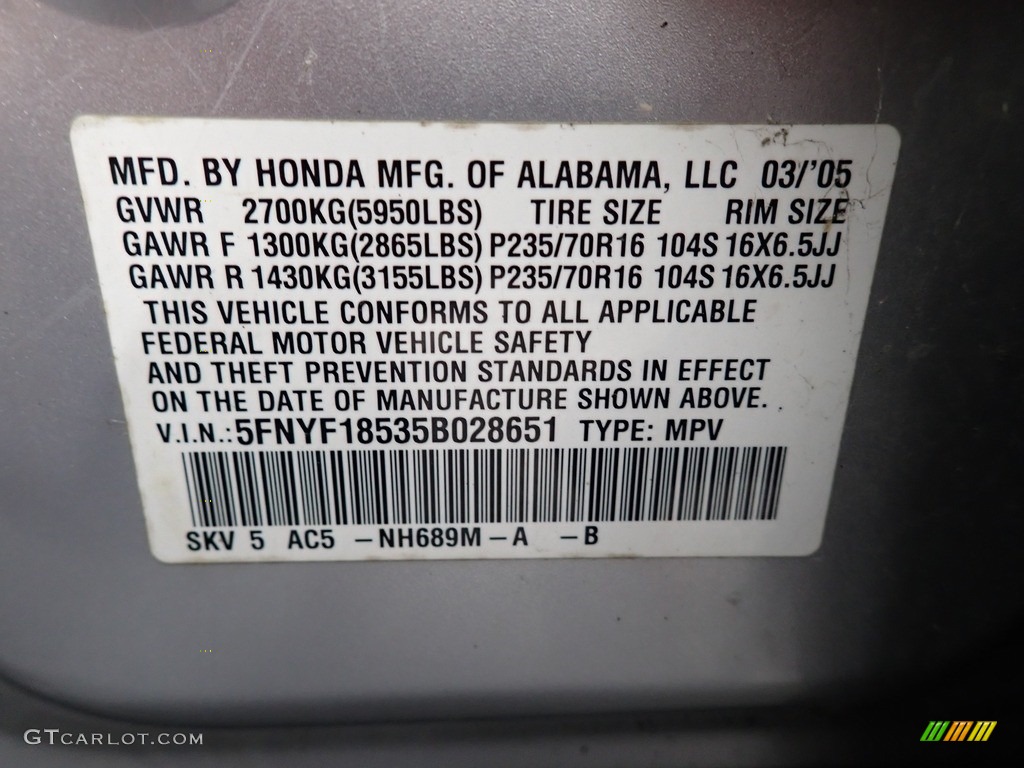 MFD. BY HONDA MFG. OF ALABAMA, LLC 03/'05
GVWR 2700KG(5950LBS) TIRE SIZE RIM SIZE
GAWR F 1300KG(2865LBS) P235/70R16 104S 16X6.5JJ
GAWR R 1430KG(3155LBS) P235/70R16 104S 16X6.5JJ
THIS VEHICLE CONFORMS TO ALL APPLICABLE
FEDERAL MOTOR VEHICLE SAFETY
AND THEFT PREVENTION STANDARDS IN EFFECT
ON THE DATE OF MANUFACTURE SHOWN ABOVE.
V.I.N.: 5FNYF18535B028651 TYPE: MPV
SKV 5 AC5 -NH689M-A -B
GTCARLOT.COM